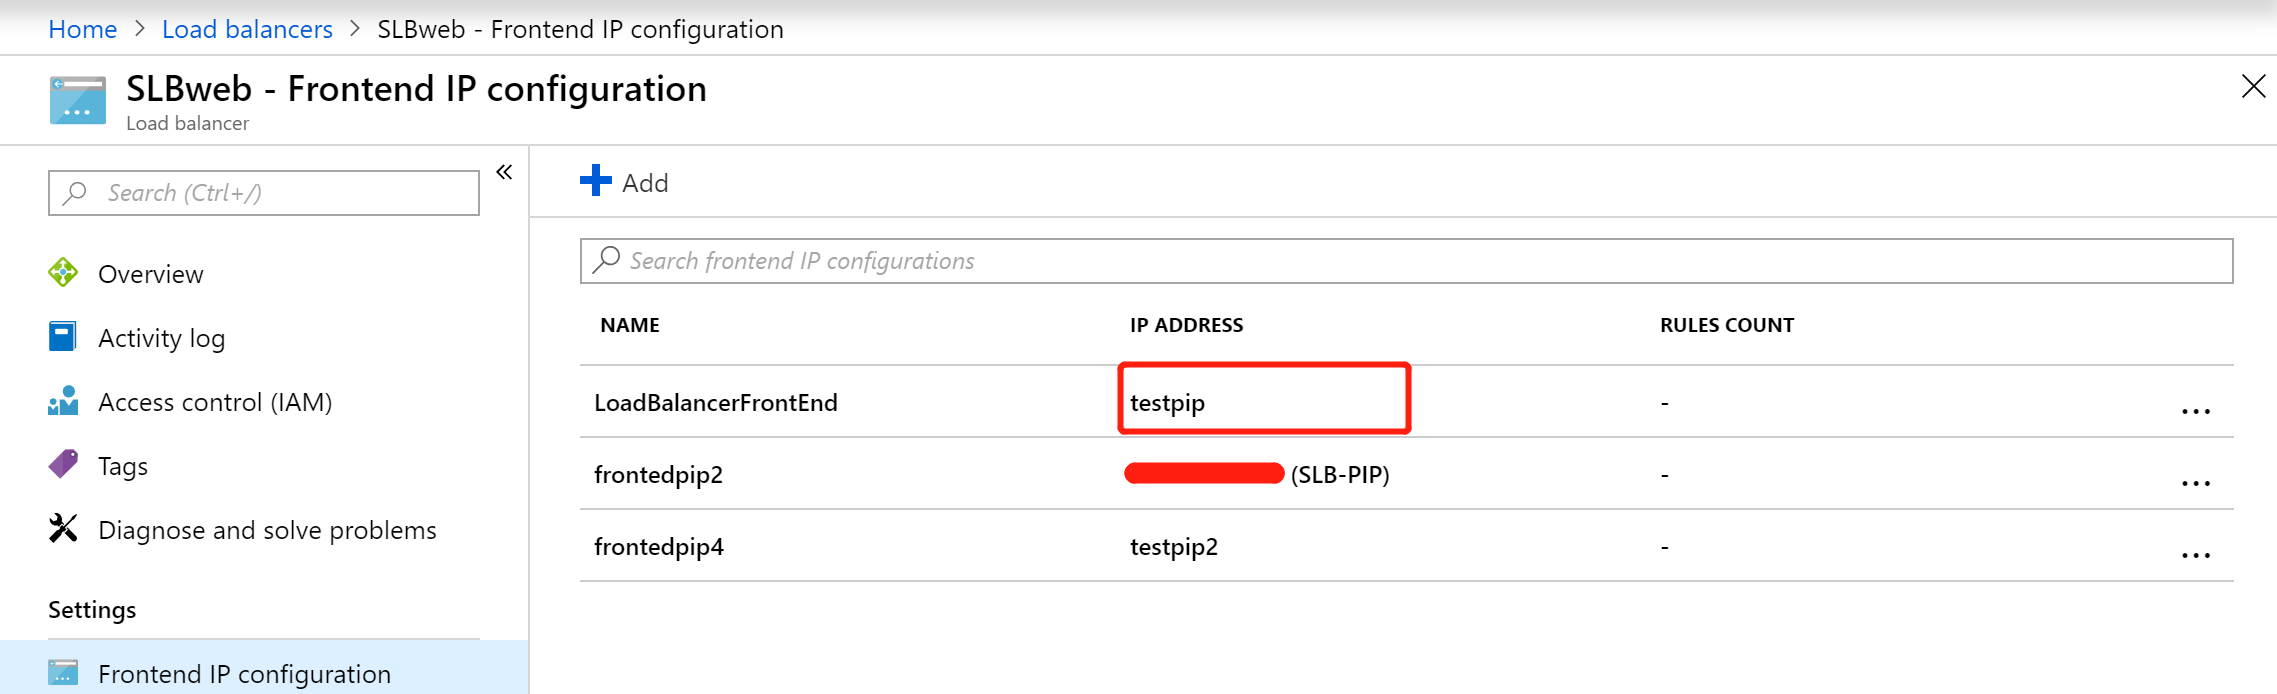 Home > Load balancers > SLBweb - Frontend IP configuration
SLBweb - Frontend IP configuration
Load balancer
Search (Ctrl+/)
«
Overview
Activity log
Access control (IAM)
Tags
Diagnose and solve problems
Settings
Frontend IP configuration
Add
Search frontend IP configurations
NAME IP ADDRESS RULES COUNT
LoadBalancerFrontEnd testpip - ...
frontedpip2 (SLB-PIP) - ...
frontedpip4 testpip2 - ...